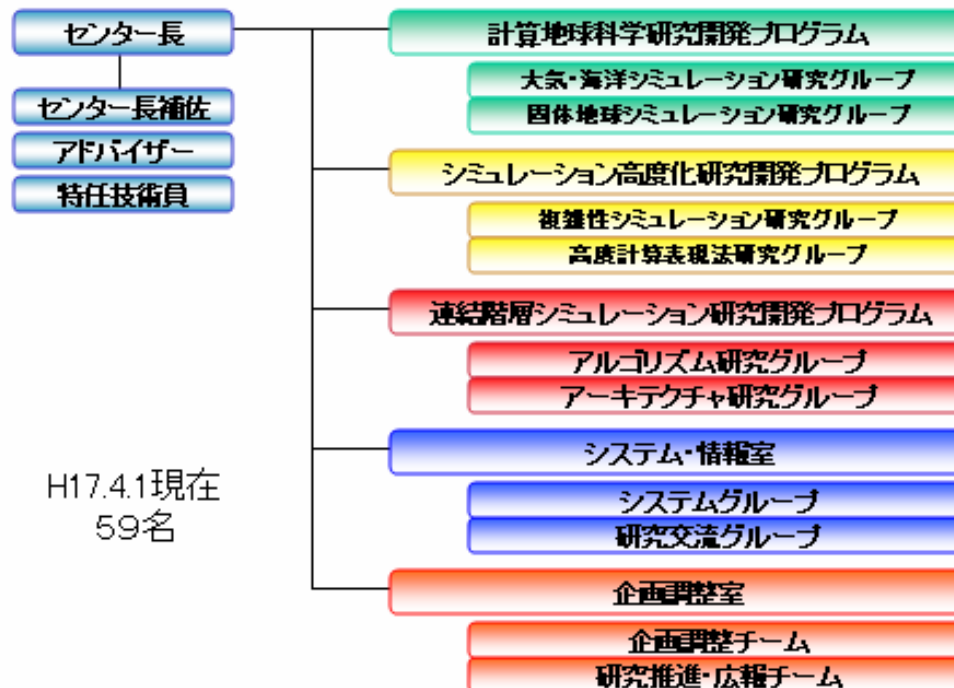 センター長
センター長補佐
アドバイザー
特任技術員
計算地球科学研究開発プログラム
大気・海洋シミュレーション研究グループ
固体地球シミュレーション研究グループ
シミュレーション高度化研究開発プログラム
複雑性シミュレーション研究グループ
高度計算表現法研究グループ
連結階層シミュレーション研究開発プログラム
アルゴリズム研究グループ
アーキテクチャ研究グループ
システム・情報室
システムグループ
研究交流グループ
企画調整室
企画調整チーム
研究推進・広報チーム
H17.4.1現在
59名